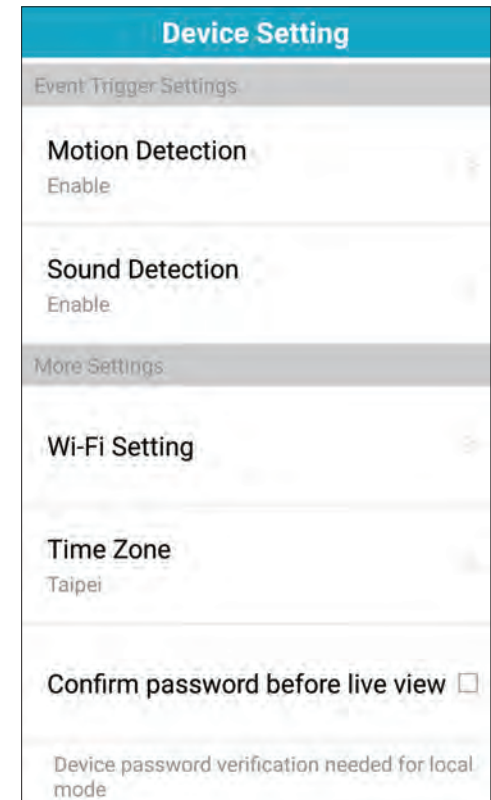 Device Setting
Event Trigger Settings
Motion Detection
Enable
Sound Detection
Enable
More Settings
Wi-Fi Setting
Time Zone
Taipei
Confirm password before live view
Device password verification needed for local
mode